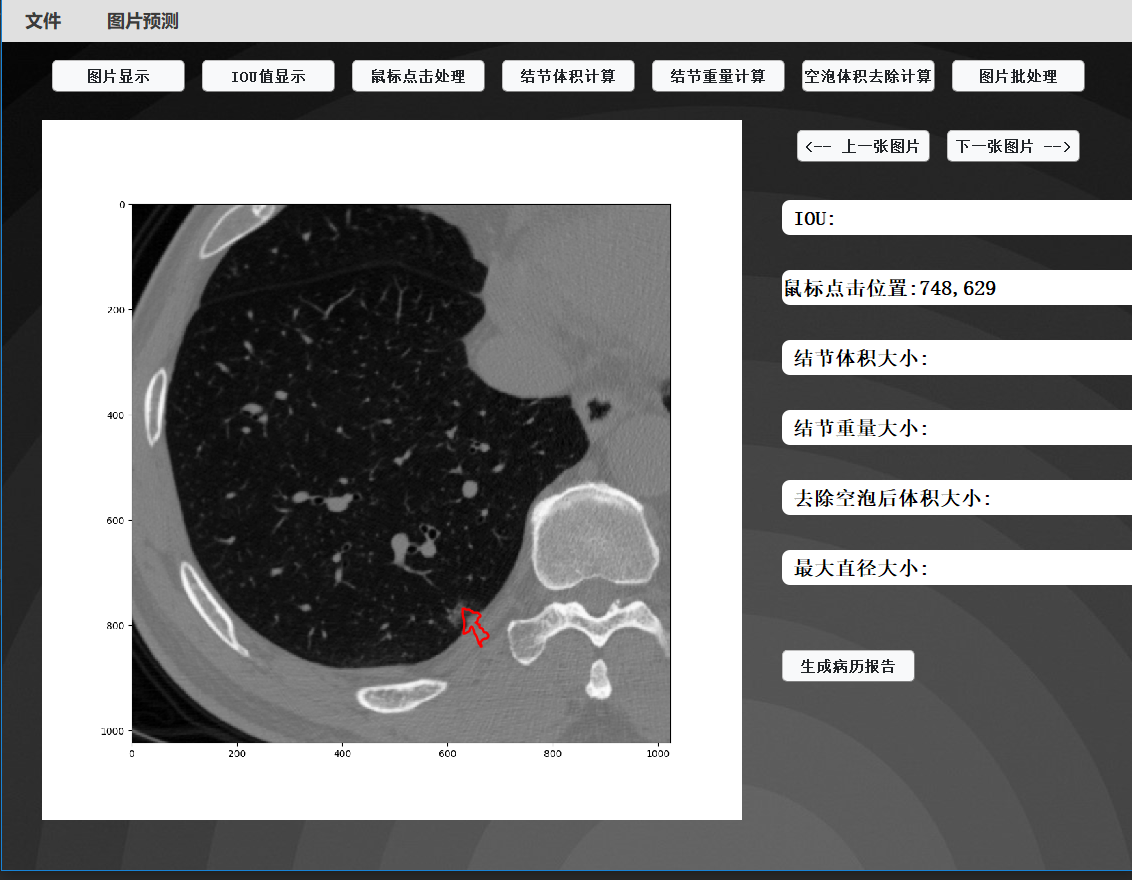 文件 图片预测
图片显示 IOU值显示 鼠标点击处理 结节体积计算 结节重量计算 空泡体积去除计算 图片批处理
<-- 上一张图片 下一张图片 -->
IOU:
鼠标点击位置:748,629
结节体积大小:
结节重量大小:
去除空泡后体积大小:
最大直径大小:
生成病历报告
0
200
400
600
800
1000
0 200 400 600 800 1000